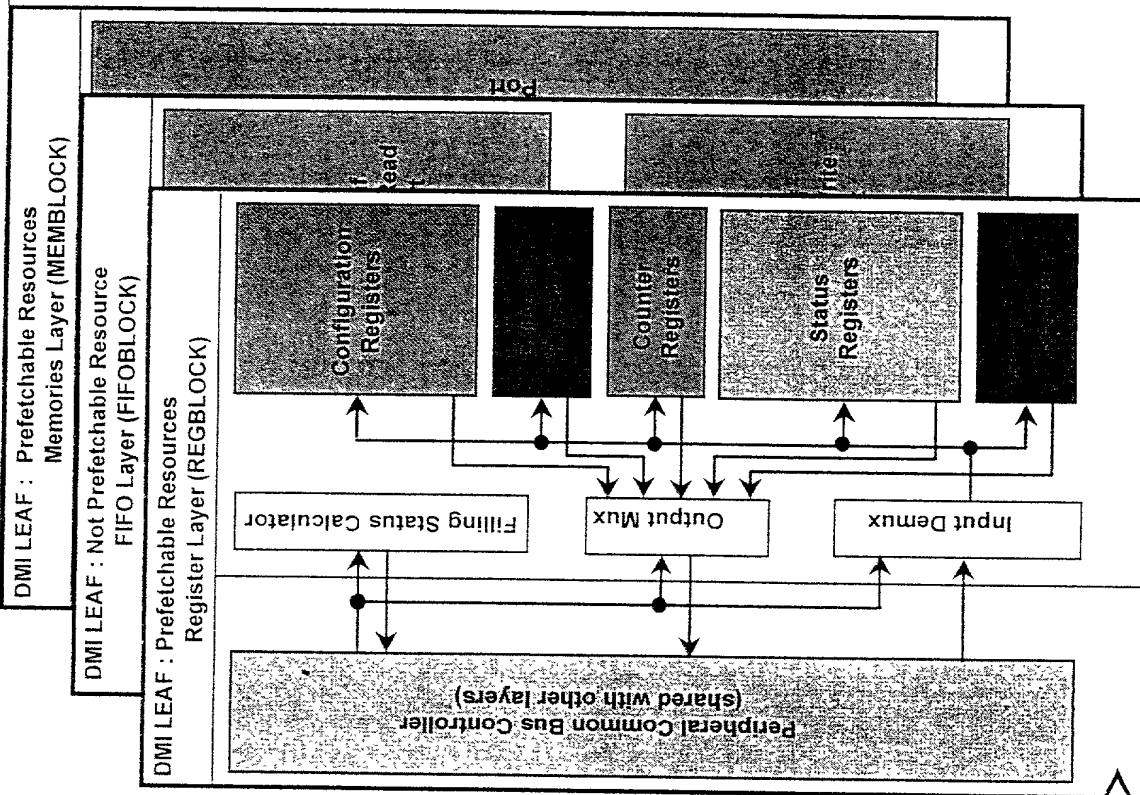 DMI LEAF : Prefetchable Resources
Memories Layer (MEMBLOCK)
Port
DMI LEAF : Not Prefetchable Resource
FIFO Layer (FIFOBLOCK)
DMI LEAF : Prefetchable Resources
Register Layer (REGBLOCK)
Configuration
Registers
Counter
Registers
Status
Registers
Filling Status Calculator
Output Mux
Input Demux
Peripheral Common Bus Controller
(shared with other layers)